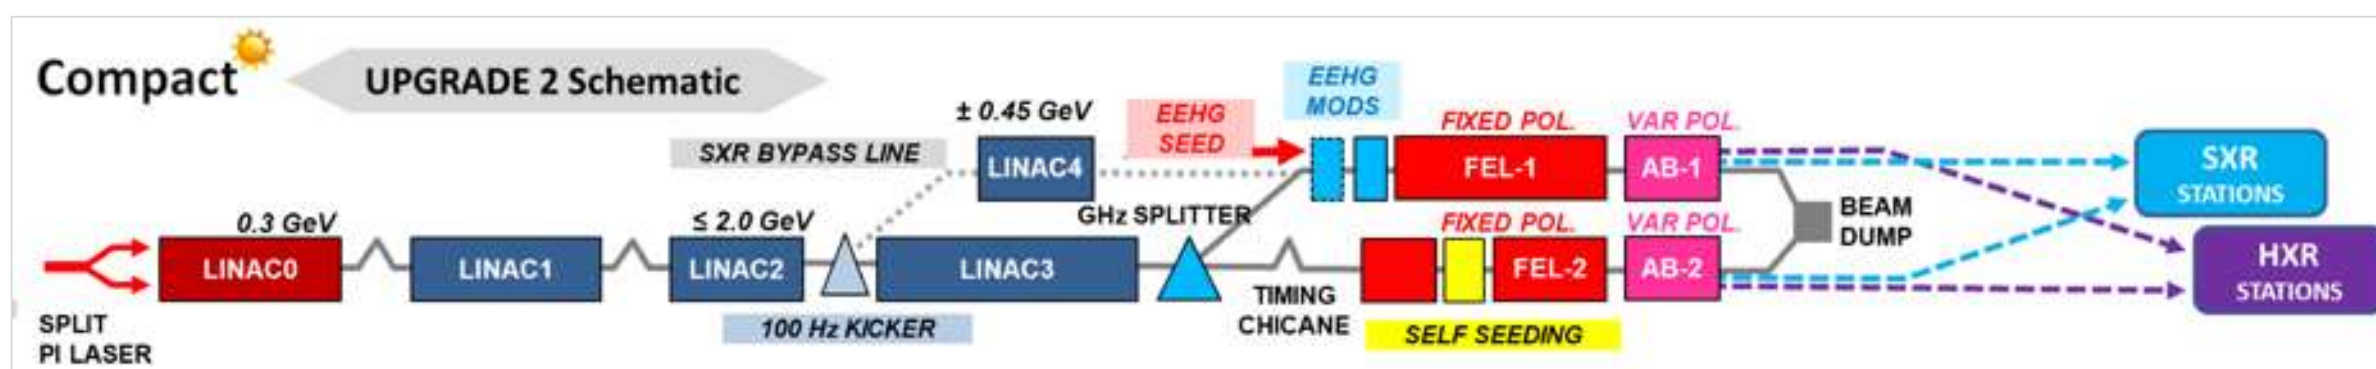 Compact
UPGRADE 2 Schematic
EEHG
MODS
± 0.45 GeV
EEHG
SEED
FIXED POL.
VAR POL.
SXR BYPASS LINE
LINAC4
FEL-1
AB-1
SXR
STATIONS
0.3 GeV
≤ 2.0 GeV
GHz SPLITTER
FIXED POL.
VAR POL.
BEAM
DUMP
LINAC0
LINAC1
LINAC2
LINAC3
FEL-2
AB-2
HXR
STATIONS
SPLIT
PI LASER
100 Hz KICKER
TIMING
CHICANE
SELF SEEDING